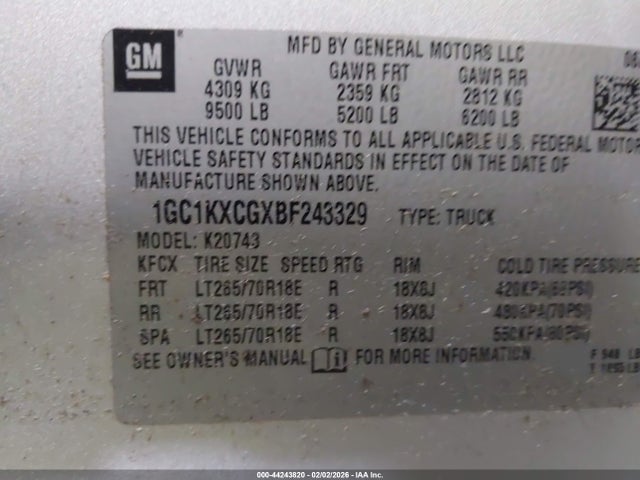 GM ®
MFD BY GENERAL MOTORS LLC
GVWR GAWR FRT GAWR RR
4309 KG 2359 KG 2812 KG
9500 LB 5200 LB 6200 LB
THIS VEHICLE CONFORMS TO ALL APPLICABLE U.S. FEDERAL MOTOR
VEHICLE SAFETY STANDARDS IN EFFECT ON THE DATE OF
MANUFACTURE SHOWN ABOVE.
1GC1KXCGXBF243329 TYPE: TRUCK
MODEL: K20743
KFCX TIRE SIZE SPEED RTG RIM COLD TIRE PRESSURE
FRT LT265/70R18E R 18X8J
RR LT265/70R18E R 18X8J
SPA LT265/70R18E R 18X8J
SEE OWNER'S MANUAL FOR MORE INFORMATION.
000-44243820 - 02/02/2026 - IAA Inc.